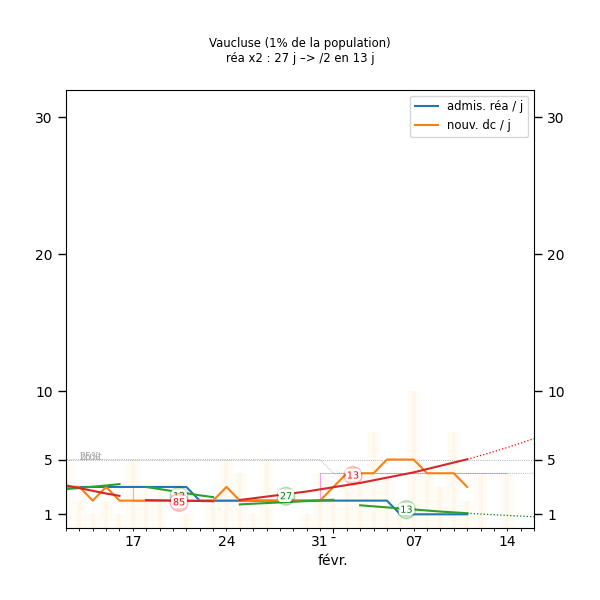 Vaucluse (1% de la population)
réa x2 : 27 j –> /2 en 13 j
admis. réa / j
nouv. dc / j
30 30
20 20
10 10
5 5
13
85
27
13
1 1
17 24 31 07 14
févr.